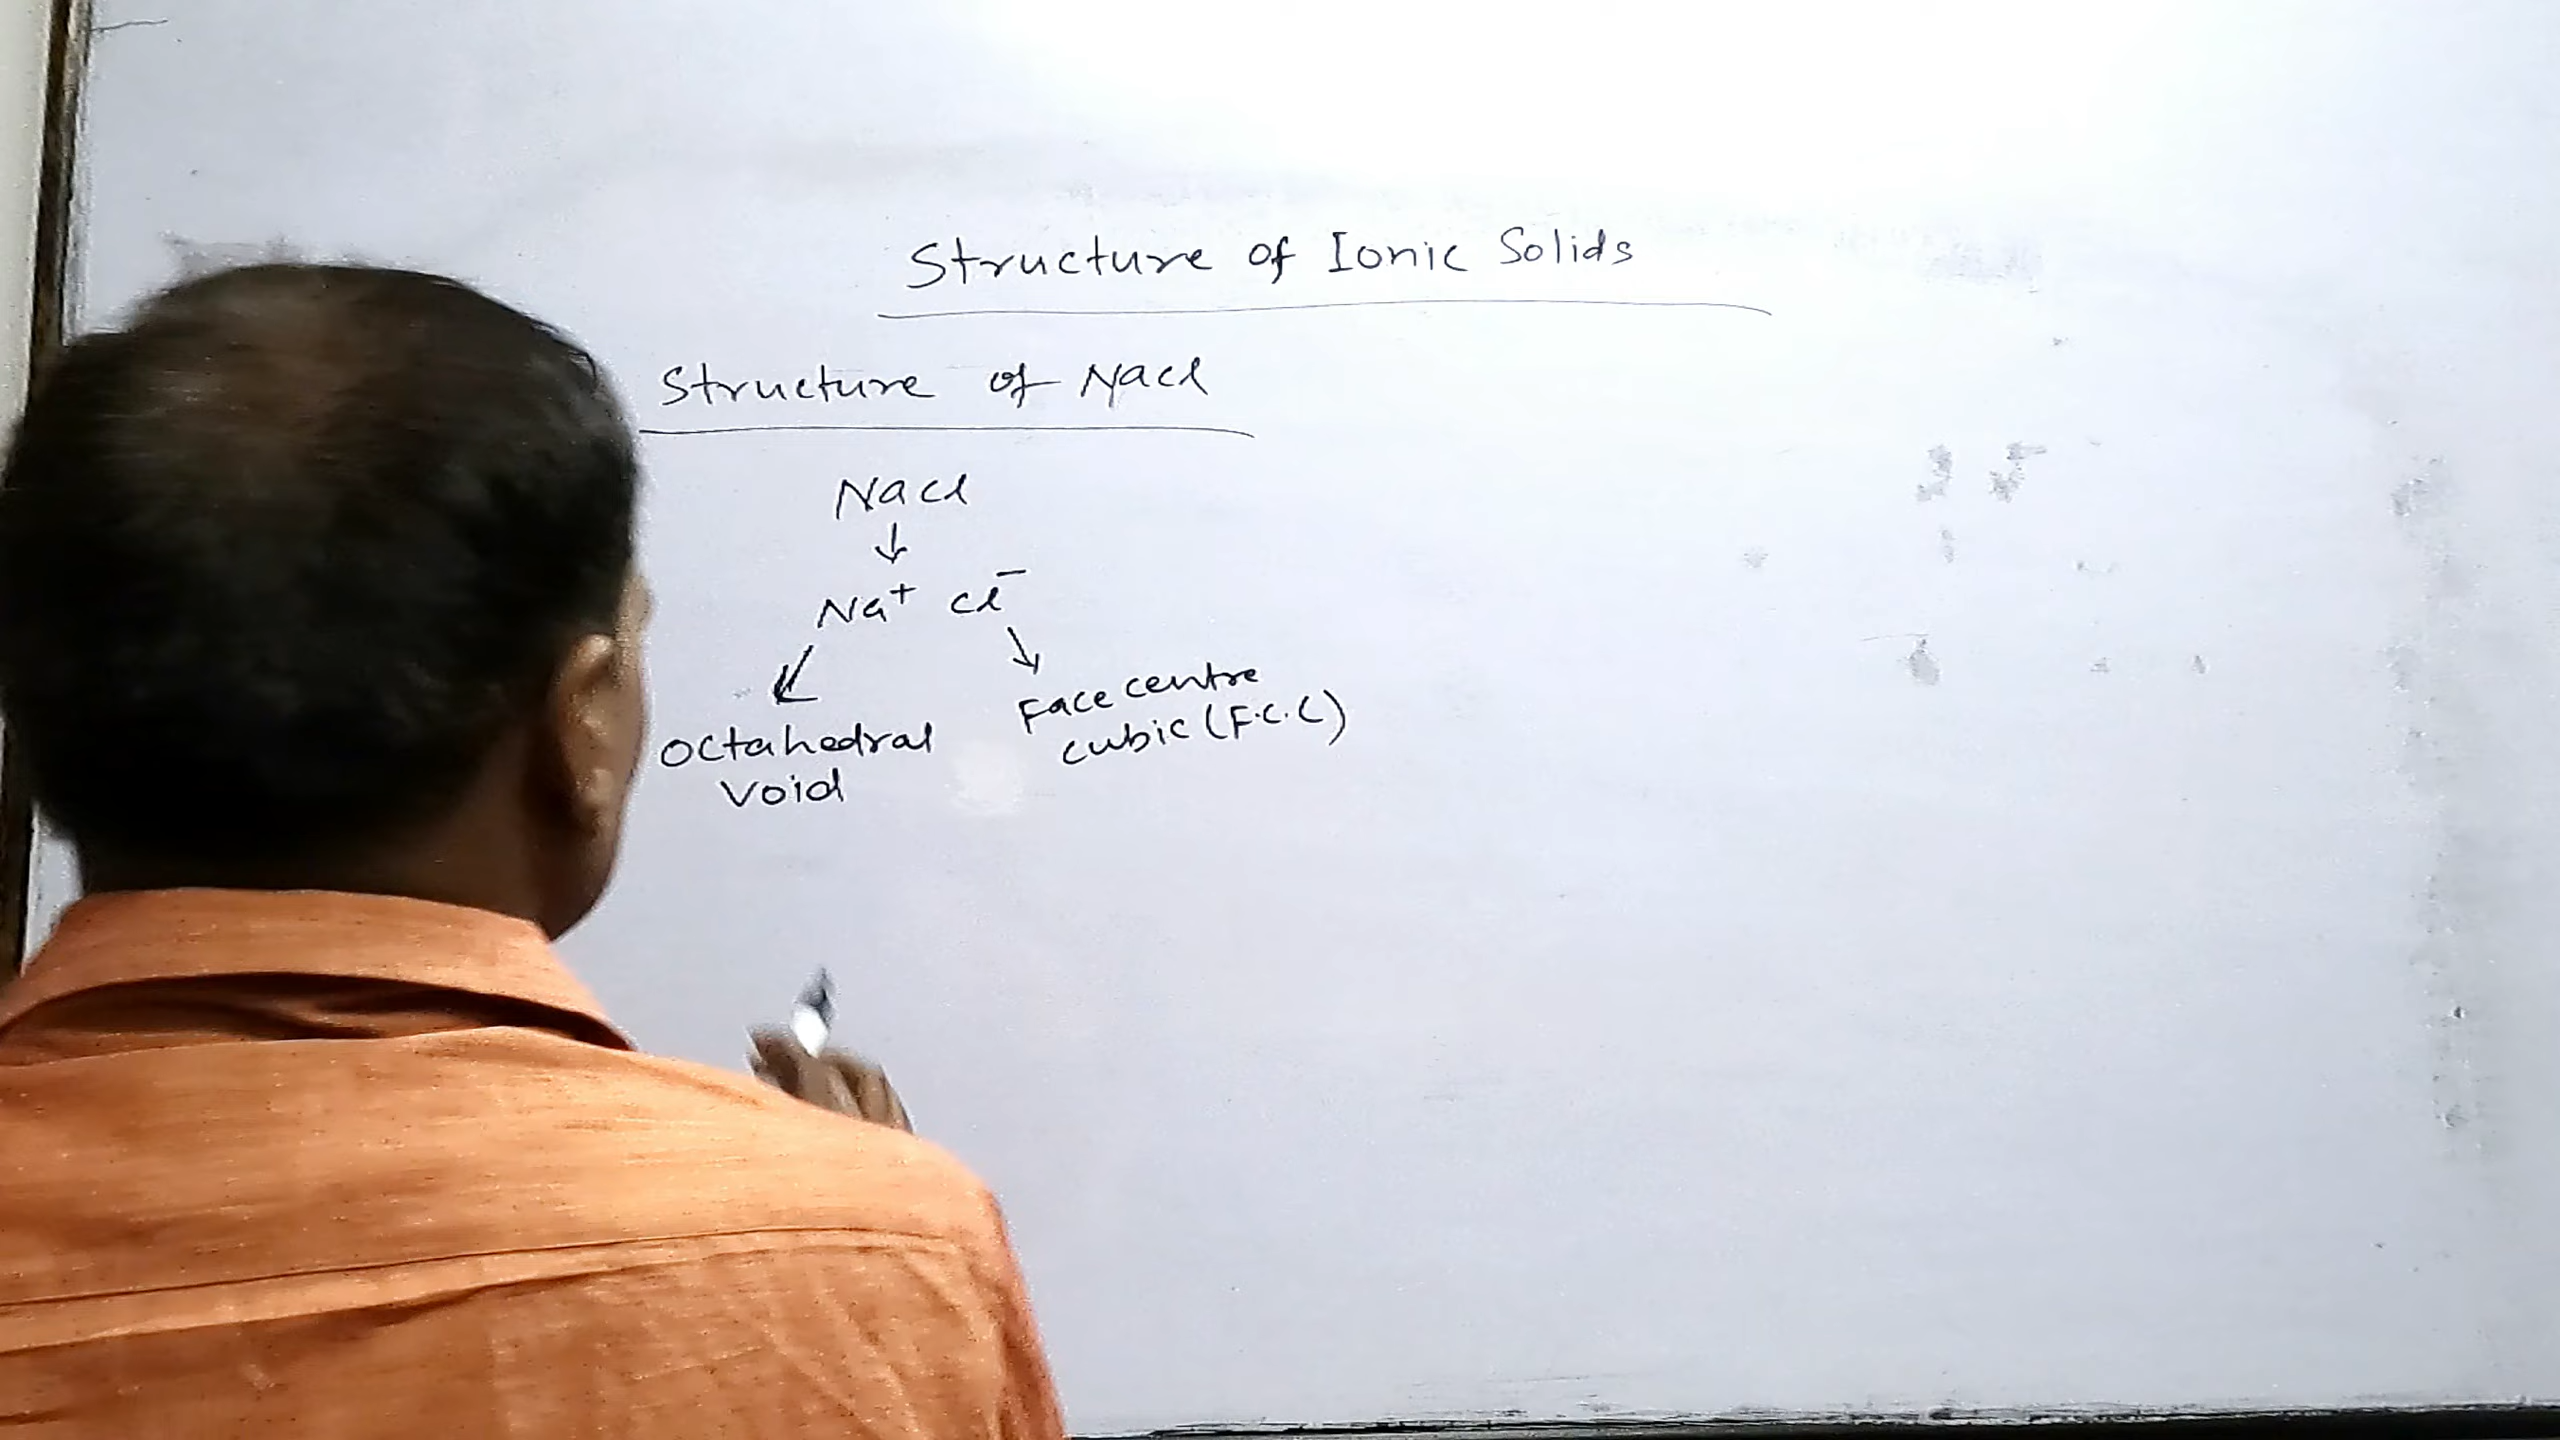 Structure of Ionic Solids
Structure of NaCl
NaCl
↓
Na⁺ Cl⁻
Octahedral
Void
Face centre
cubic (F.C.C)